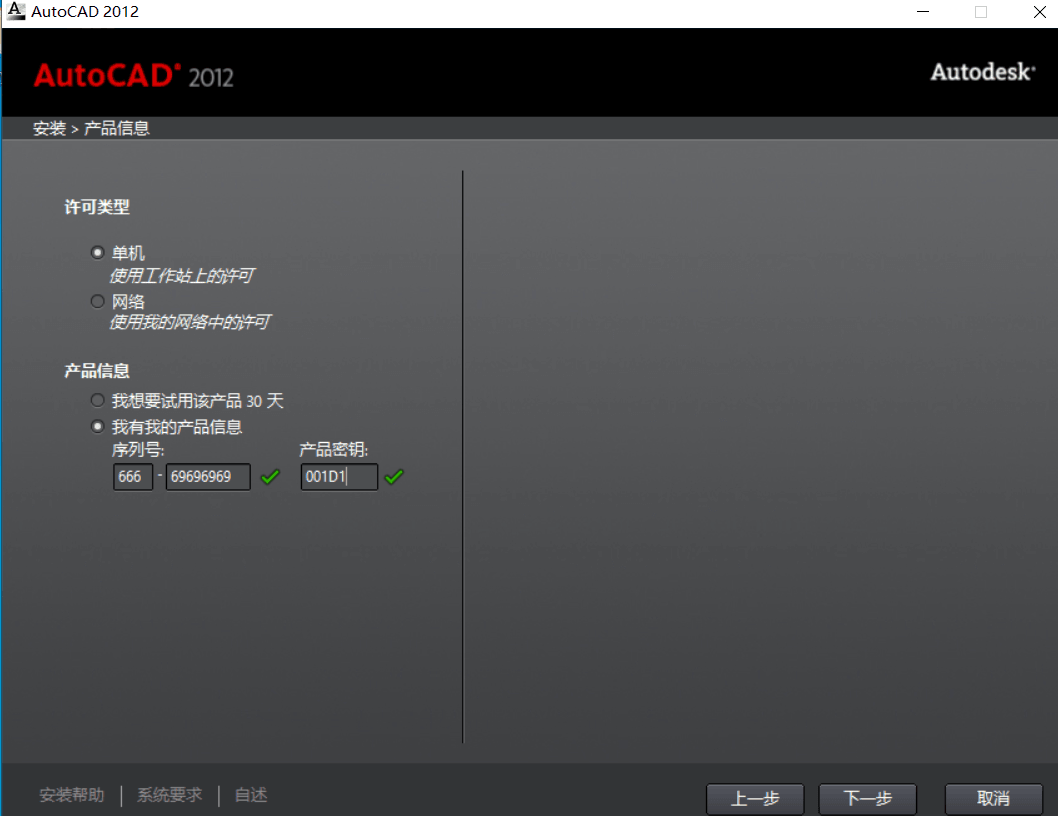 AutoCAD 2012
AutoCAD® 2012
Autodesk®
安装 > 产品信息
许可类型
单机
使用工作站上的许可
网络
使用我的网络中的许可
产品信息
我想要试用该产品 30 天
我有我的产品信息
序列号: 产品密钥:
666 - 69696969 001D1
安装帮助 | 系统要求 | 自述
上一步 下一步 取消